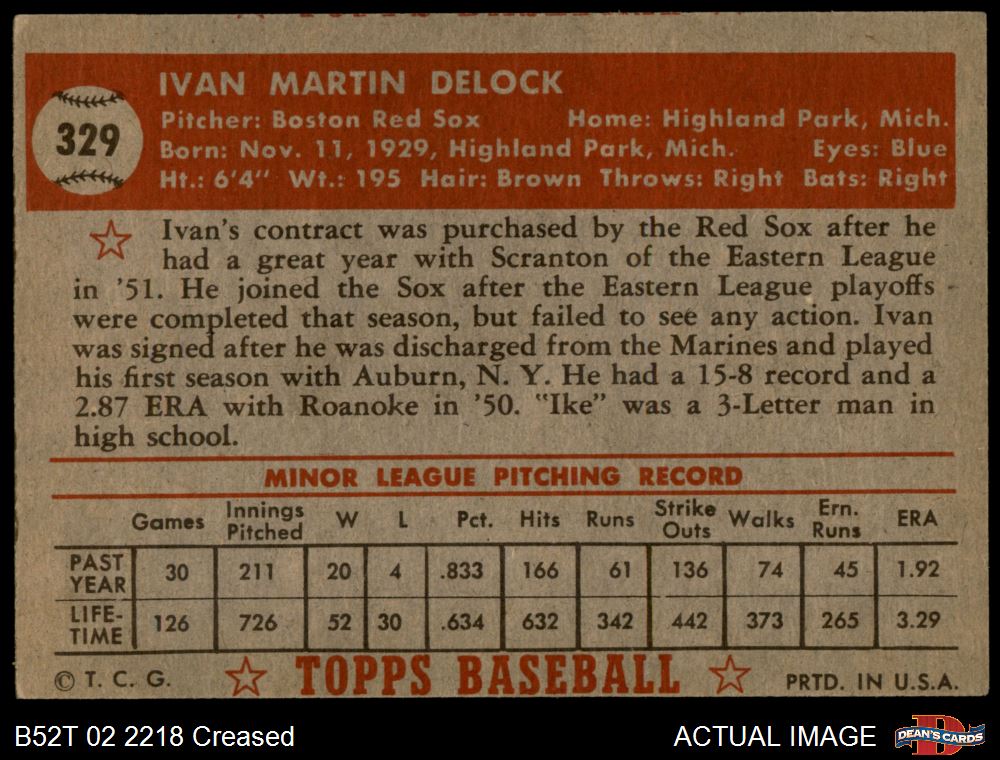 TOPPS BASEBALL
IVAN MARTIN DELOCK
329
Pitcher: Boston Red Sox Home: Highland Park, Mich.
Born: Nov. 11, 1929, Highland Park, Mich. Eyes: Blue
Ht.: 6'4" Wt.: 195 Hair: Brown Throws: Right Bats: Right
Ivan's contract was purchased by the Red Sox after he
had a great year with Scranton of the Eastern League
in '51. He joined the Sox after the Eastern League playoffs
were completed that season, but failed to see any action. Ivan
was signed after he was discharged from the Marines and played
his first season with Auburn, N. Y. He had a 15-8 record and a
2.87 ERA with Roanoke in '50. "Ike" was a 3-Letter man in
high school.
MINOR LEAGUE PITCHING RECORD
Games Innings Pitched W L Pct. Hits Runs Strike Outs Walks Ern. Runs ERA
PAST YEAR 30 211 20 4 .833 166 61 136 74 45 1.92
LIFE-TIME 126 726 52 30 .634 632 342 442 373 265 3.29
© T. C. G. TOPPS BASEBALL PRTD. IN U.S.A.
B52T 02 2218 Creased ACTUAL IMAGE DEAN'S CARDS